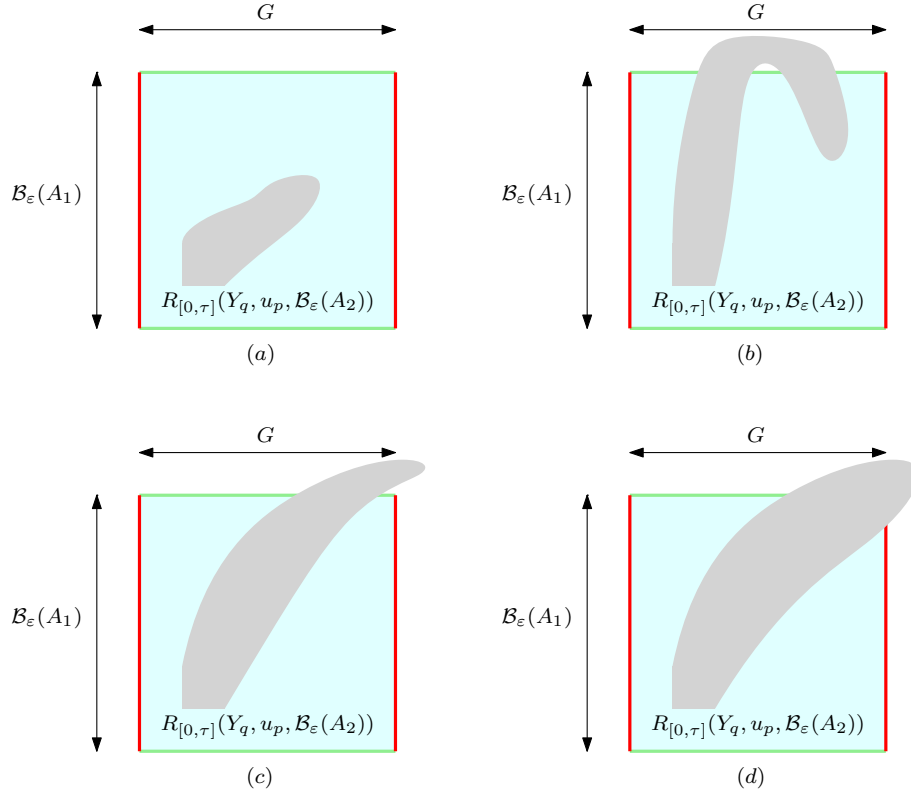 G
G
𝓑_ε(A_1)
𝓑_ε(A_1)
R_{[0,τ]}(Y_q, u_p, 𝓑_ε(A_2))
R_{[0,τ]}(Y_q, u_p, 𝓑_ε(A_2))
(a)
(b)
G
G
𝓑_ε(A_1)
𝓑_ε(A_1)
R_{[0,τ]}(Y_q, u_p, 𝓑_ε(A_2))
R_{[0,τ]}(Y_q, u_p, 𝓑_ε(A_2))
(c)
(d)